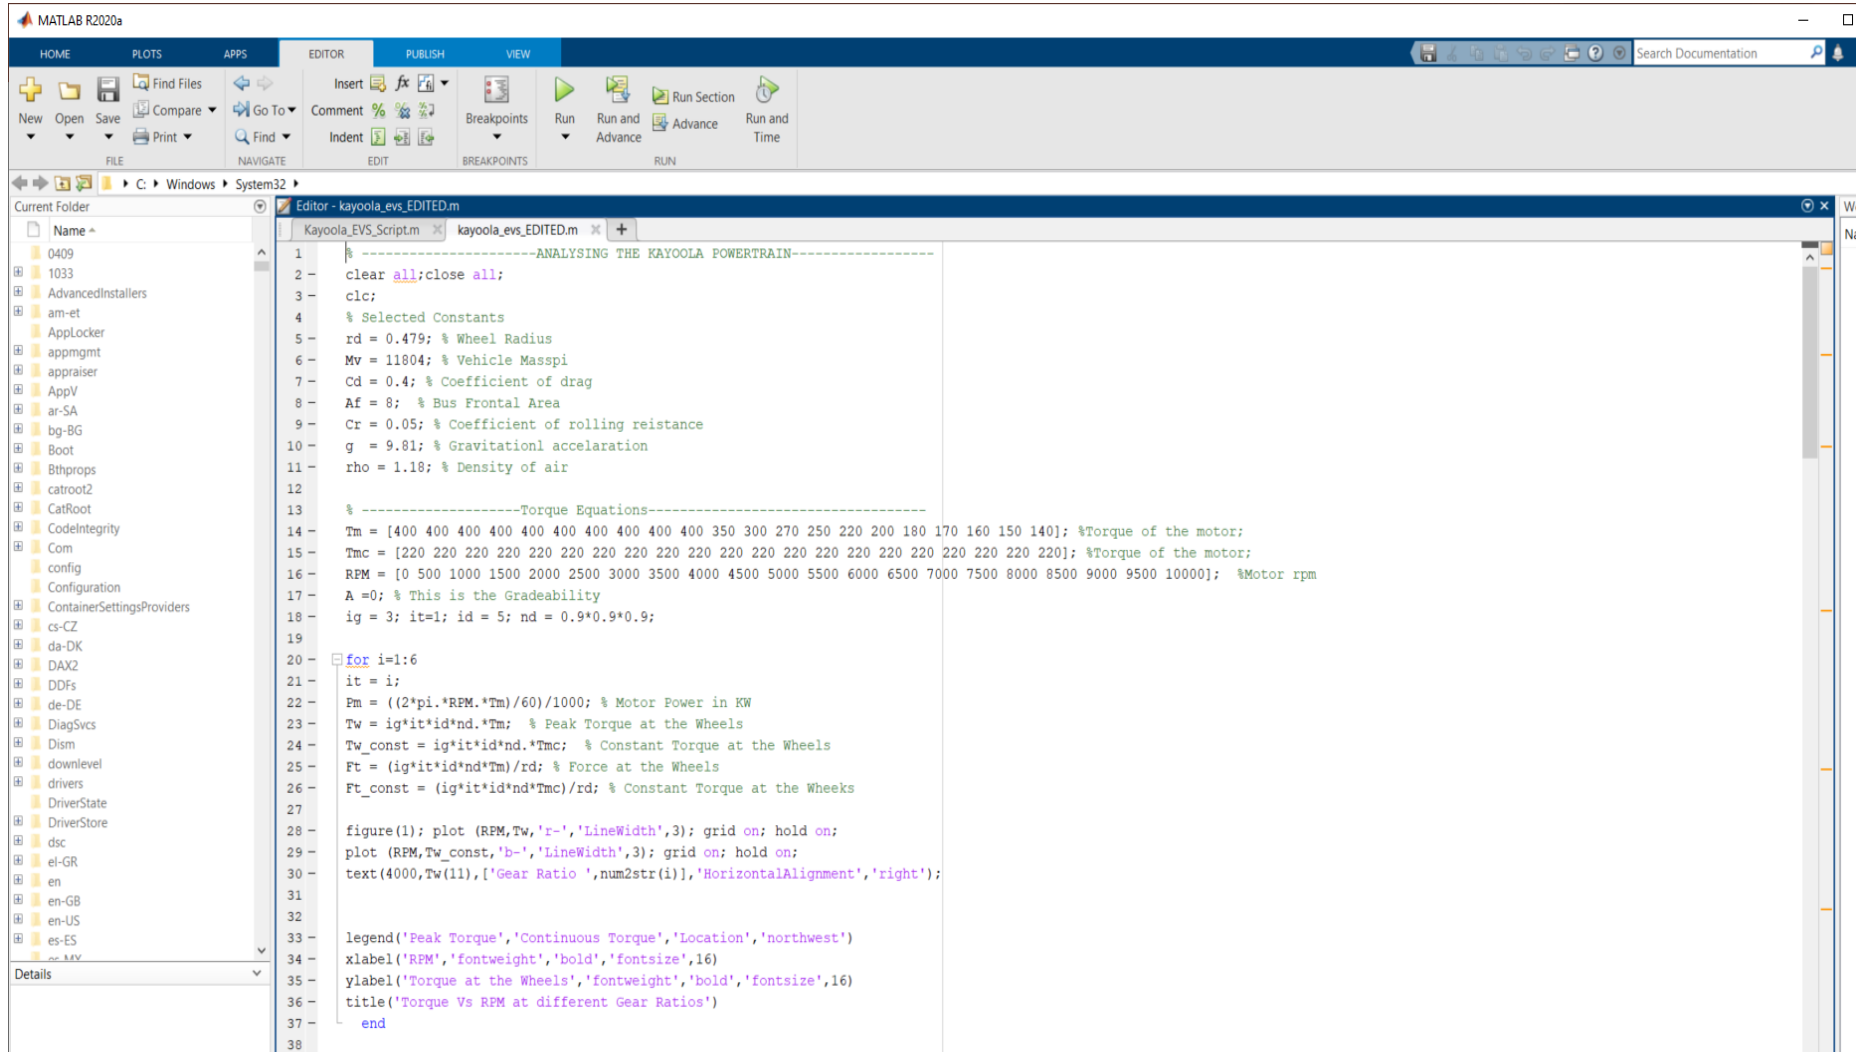 MATLAB R2020a
HOME PLOTS APPS EDITOR PUBLISH VIEW
Search Documentation
New Open Save
Find Files
Compare
Print
FILE
Go To
Find
NAVIGATE
Insert fx
Comment
Indent
EDIT
Breakpoints
BREAKPOINTS
Run
Run and Advance
Run Section
Advance
Run and Time
RUN
C: Windows System32
Current Folder
Name
0409
1033
AdvancedInstallers
am-et
AppLocker
appmgmt
appraiser
AppV
ar-SA
bg-BG
Boot
Bthprops
catroot2
CatRoot
CodeIntegrity
Com
config
Configuration
ContainerSettingsProviders
cs-CZ
da-DK
DAX2
DDFs
de-DE
DiagSvcs
Dism
downlevel
drivers
DriverState
DriverStore
dsc
el-GR
en
en-GB
en-US
es-ES
es-MX
Details
Editor - kayoola_evs_EDITED.m
Kayoola_EVS_Script.m kayoola_evs_EDITED.m +
1 % ----------------------ANALYSING THE KAYOOLA POWERTRAIN------------------
2 - clear all;close all;
3 - clc;
4 % Selected Constants
5 - rd = 0.479; % Wheel Radius
6 - Mv = 11804; % Vehicle Masspi
7 - Cd = 0.4; % Coefficient of drag
8 - Af = 8;  % Bus Frontal Area
9 - Cr = 0.05; % Coefficient of rolling reistance
10 - g  = 9.81; % Gravitationl accelaration
11 - rho = 1.18; % Density of air
12
13 % --------------------Torque Equations-----------------------------------
14 - Tm = [400 400 400 400 400 400 400 400 400 400 350 300 270 250 220 200 180 170 160 150 140]; %Torque of the motor;
15 - Tmc = [220 220 220 220 220 220 220 220 220 220 220 220 220 220 220 220 220 220 220 220 220]; %Torque of the motor;
16 - RPM = [0 500 1000 1500 2000 2500 3000 3500 4000 4500 5000 5500 6000 6500 7000 7500 8000 8500 9000 9500 10000];  %Motor rpm
17 - A =0; % This is the Gradeability
18 - ig = 3; it=1; id = 5; nd = 0.9*0.9*0.9;
19
20 - for i=1:6
21 - it = i;
22 - Pm = ((2*pi.*RPM.*Tm)/60)/1000; % Motor Power in KW
23 - Tw = ig*it*id*nd.*Tm;  % Peak Torque at the Wheels
24 - Tw_const = ig*it*id*nd.*Tmc;  % Constant Torque at the Wheels
25 - Ft = (ig*it*id*nd*Tm)/rd; % Force at the Wheels
26 - Ft_const = (ig*it*id*nd*Tmc)/rd; % Constant Torque at the Wheeks
27
28 - figure(1); plot (RPM,Tw,'r-','LineWidth',3); grid on; hold on;
29 - plot (RPM,Tw_const,'b-','LineWidth',3); grid on; hold on;
30 - text(4000,Tw(11),['Gear Ratio ',num2str(i)],'HorizontalAlignment','right');
31
32
33 - legend('Peak Torque','Continuous Torque','Location','northwest')
34 - xlabel('RPM','fontweight','bold','fontsize',16)
35 - ylabel('Torque at the Wheels','fontweight','bold','fontsize',16)
36 - title('Torque Vs RPM at different Gear Ratios')
37 - end
38